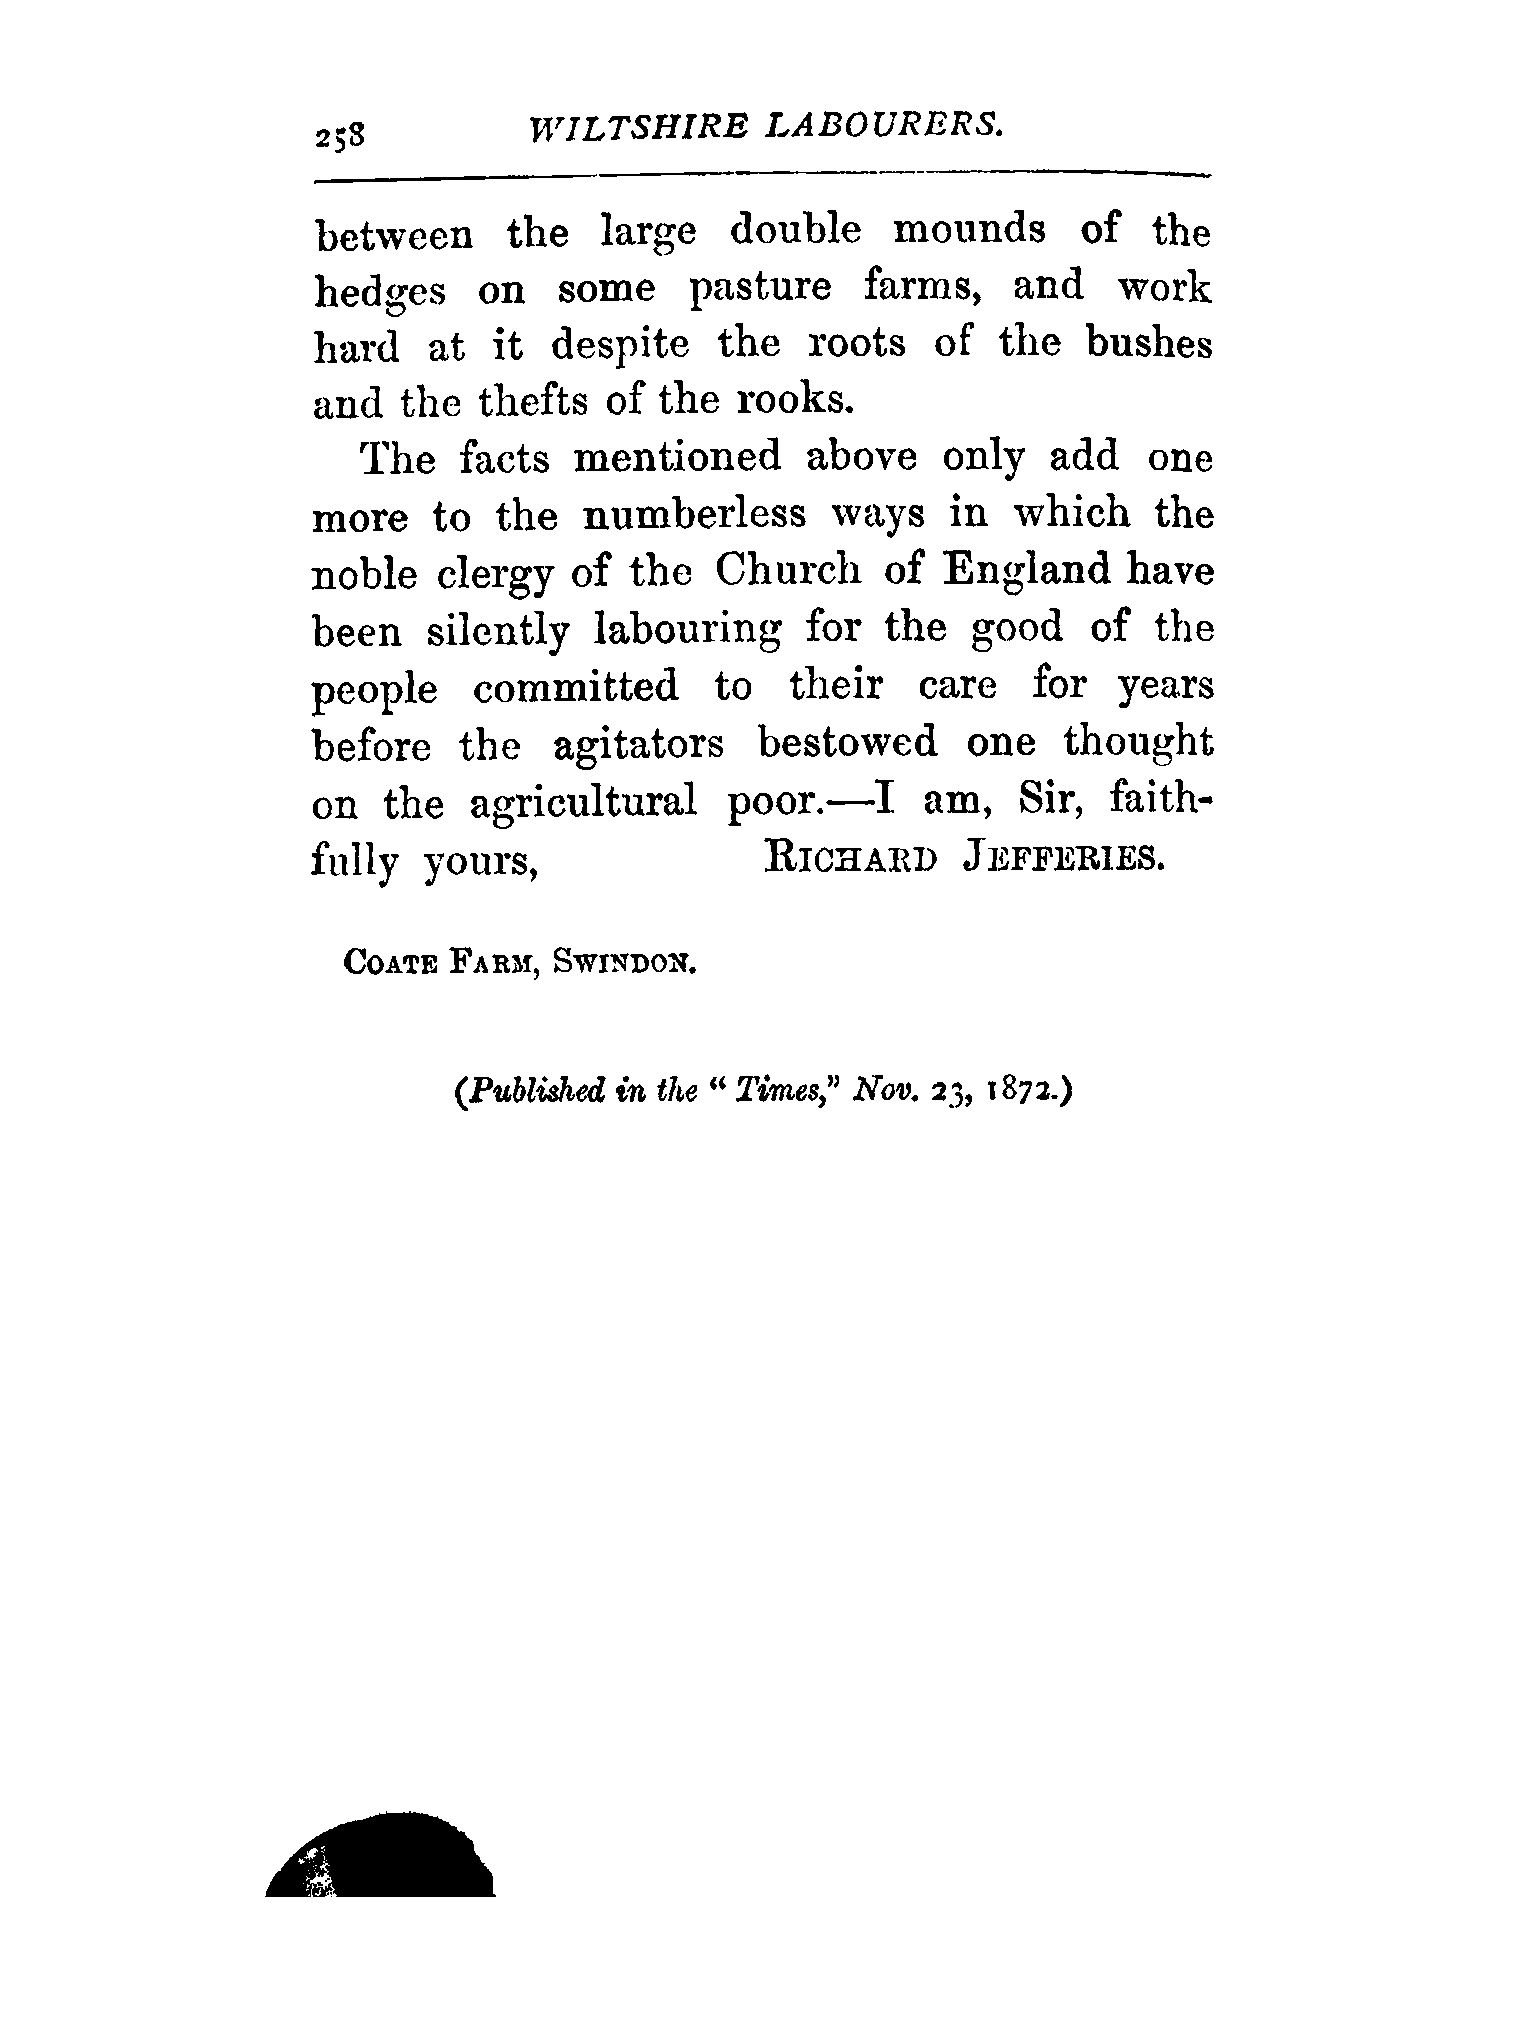 258 WILTSHIRE LABOURERS.
between the large double mounds of the
hedges on some pasture farms, and work
hard at it despite the roots of the bushes
and the thefts of the rooks.
The facts mentioned above only add one
more to the numberless ways in which the
noble clergy of the Church of England have
been silently labouring for the good of the
people committed to their care for years
before the agitators bestowed one thought
on the agricultural poor.—I am, Sir, faith-
fully yours, RICHARD JEFFERIES.
COATE FARM, SWINDON.
(Published in the “Times,” Nov. 23, 1872.)